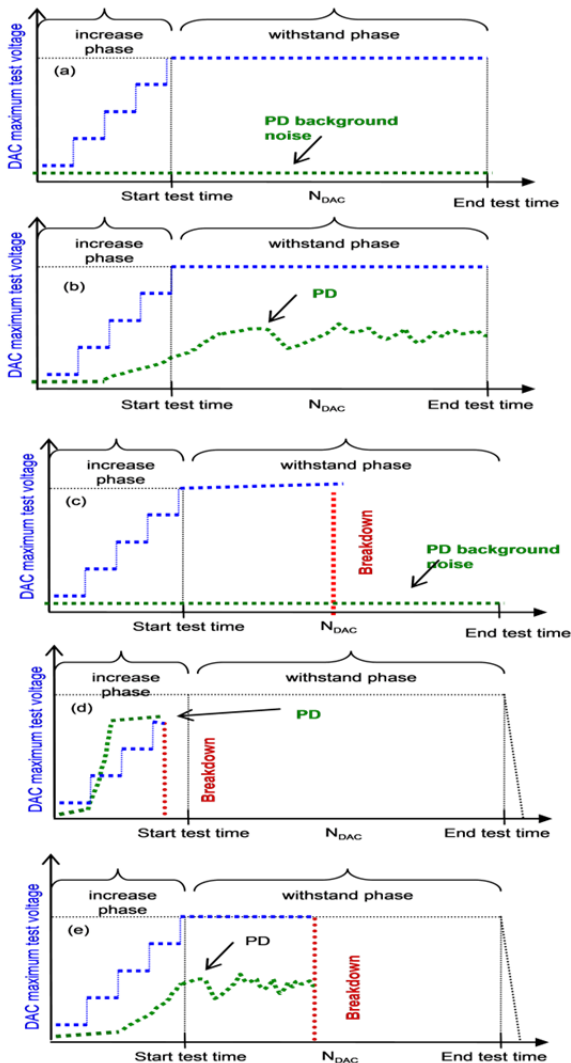 increase phase
withstand phase
DAC maximum test voltage
(a)
PD background
noise
Start test time
NDAC
End test time
increase
phase
withstand phase
DAC maximum test voltage
(b)
PD
Start test time
NDAC
End test time
increase
phase
withstand phase
DAC maximum test voltage
(c)
Breakdown
PD background
noise
Start test time
NDAC
End test time
increase
phase
withstand phase
DAC maximum test voltage
(d)
PD
Breakdown
Start test time
NDAC
End test time
increase
phase
withstand phase
DAC maximum test voltage
(e)
PD
Breakdown
Start test time
NDAC
End test time